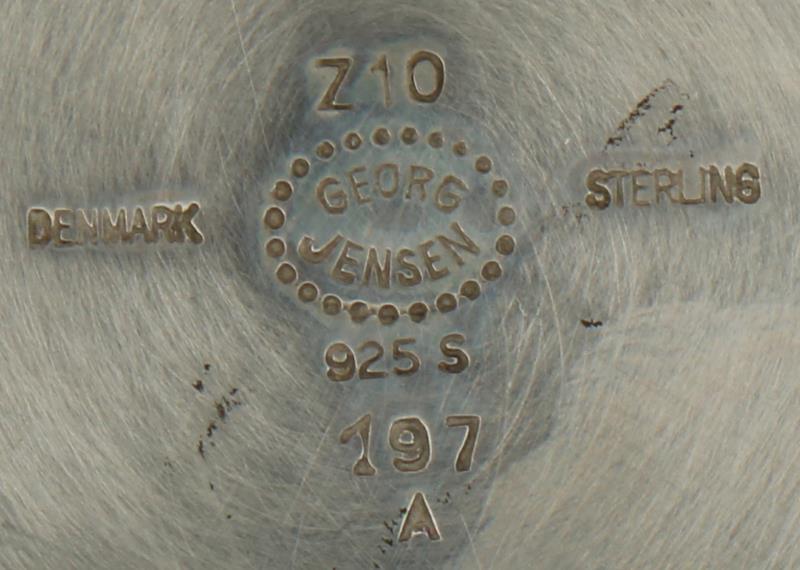 Z10
GEORG
JENSEN
DENMARK
STERLING
925 S
197
A